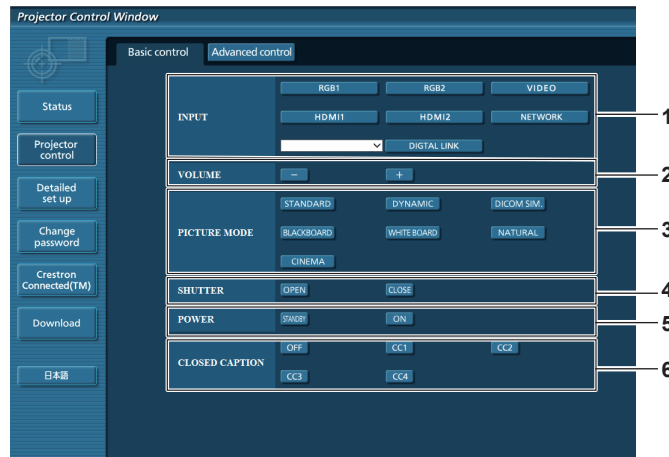 Projector Control Window
Basic control
Advanced control
Status
Projector
control
Detailed
set up
Change
password
Crestron
Connected(TM)
Download
日本語
INPUT
RGB1
RGB2
VIDEO
HDMI1
HDMI2
NETWORK
DIGTAL LINK
1
VOLUME
-
+
2
PICTURE MODE
STANDARD
DYNAMIC
DICOM SIM.
BLACKBOARD
WHITE BOARD
NATURAL
CINEMA
3
SHUTTER
OPEN
CLOSE
4
POWER
STANDBY
ON
5
CLOSED CAPTION
OFF
CC1
CC2
CC3
CC4
6